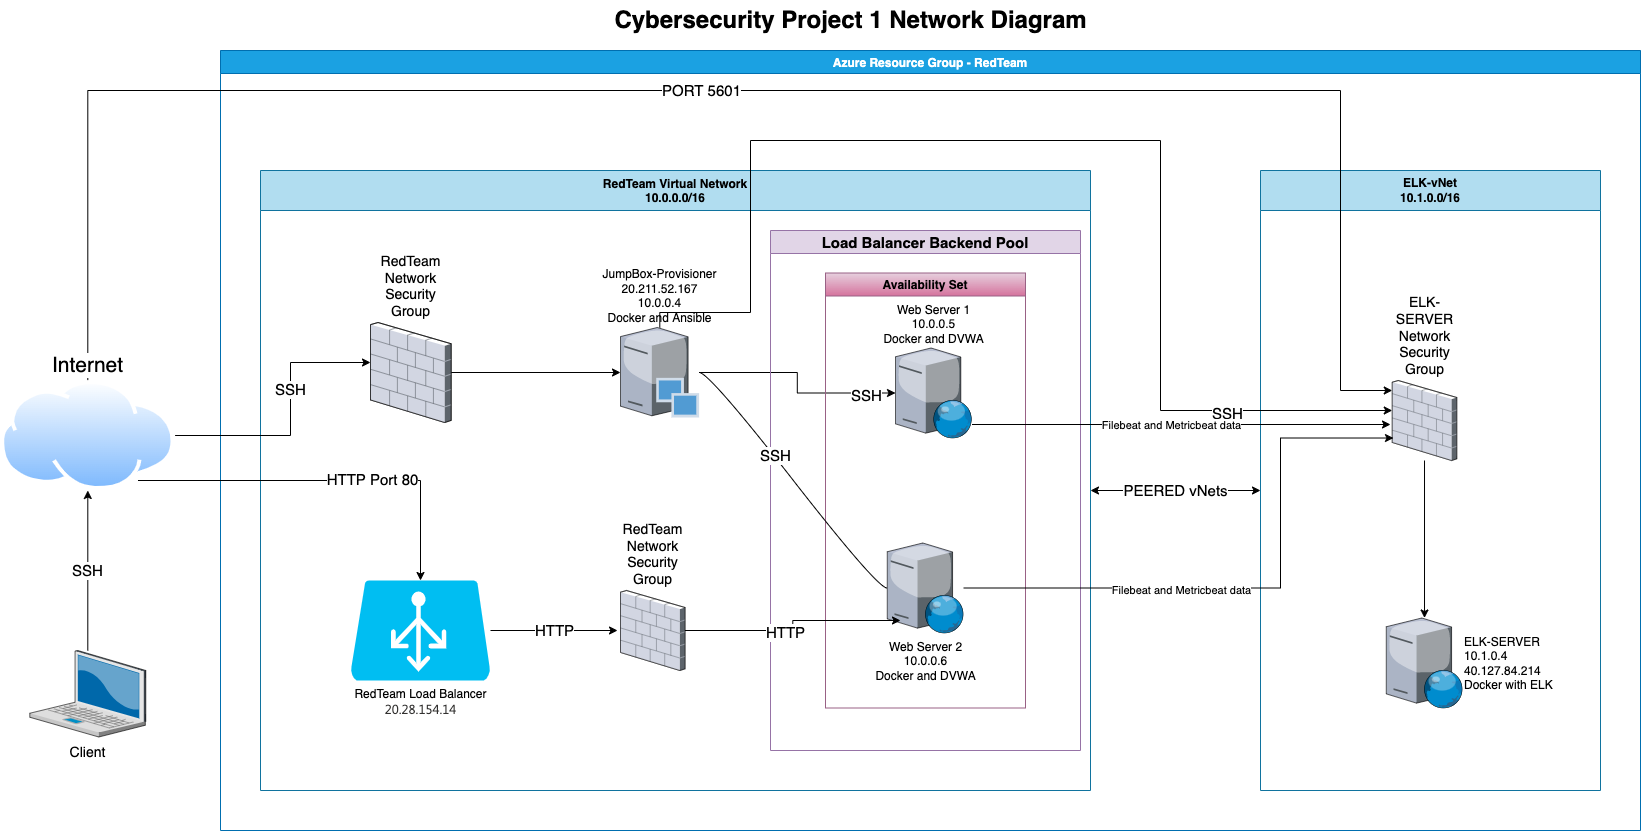 Cybersecurity Project 1 Network Diagram
Azure Resource Group - RedTeam
PORT 5601
RedTeam Virtual Network
10.0.0.0/16
ELK-vNet
10.1.0.0/16
Load Balancer Backend Pool
Availability Set
RedTeam
Network
Security
Group
JumpBox-Provisioner
20.211.52.167
10.0.0.4
Docker and Ansible
Web Server 1
10.0.0.5
Docker and DVWA
ELK-
SERVER
Network
Security
Group
Internet
SSH
SSH
SSH
Filebeat and Metricbeat data
SSH
HTTP Port 80
PEERED vNets
RedTeam
Network
Security
Group
SSH
Filebeat and Metricbeat data
HTTP
HTTP
Web Server 2
10.0.0.6
Docker and DVWA
ELK-SERVER
10.1.0.4
40.127.84.214
Docker with ELK
RedTeam Load Balancer
20.28.154.14
Client